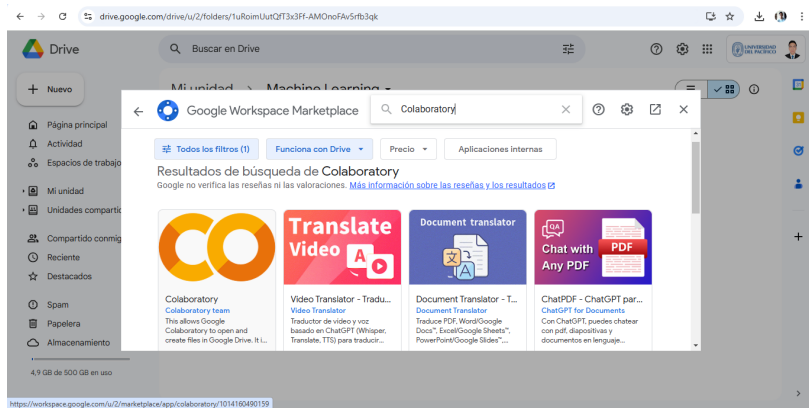 drive.google.com/drive/u/2/folders/1uRoimUutQfT3x3Ff-AMOnoFAvSrfb3qk
Drive
Buscar en Drive
UNIVERSIDAD
DEL PACÍFICO
Nuevo
Mi unidad > Machine Learning
Google Workspace Marketplace
Colaboratory
Página principal
Actividad
Espacios de trabajo
Mi unidad
Unidades compartic
Compartido conmig
Reciente
Destacados
Spam
Papelera
Almacenamiento
4,9 GB de 500 GB en uso
Todos los filtros (1)
Funciona con Drive
Precio
Aplicaciones internas
Resultados de búsqueda de Colaboratory
Google no verifica las reseñas ni las valoraciones. Más información sobre las reseñas y los resultados
Colaboratory
Colaboratory team
This allows Google
Colaboratory to open and
create files in Google Drive. It i...
Translate
Video
A
Video Translator - Tradu...
Video Translator
Traductor de video y voz
basado en ChatGPT (Whisper,
Translate, TTS) para traducir...
Document translator
文
A
Document Translator - T...
Document Translator
Traduce PDF, Word/Google
Docs™, Excel/Google Sheets™,
PowerPoint/Google Slides™,...
QA
Chat with
Any PDF
PDF
ChatPDF - ChatGPT par...
ChatGPT for Documents
Con ChatGPT, puedes chatear
con pdf, diapositivas y
documentos en lenguaje...
https://workspace.google.com/u/2/marketplace/app/colaboratory/1014160490159